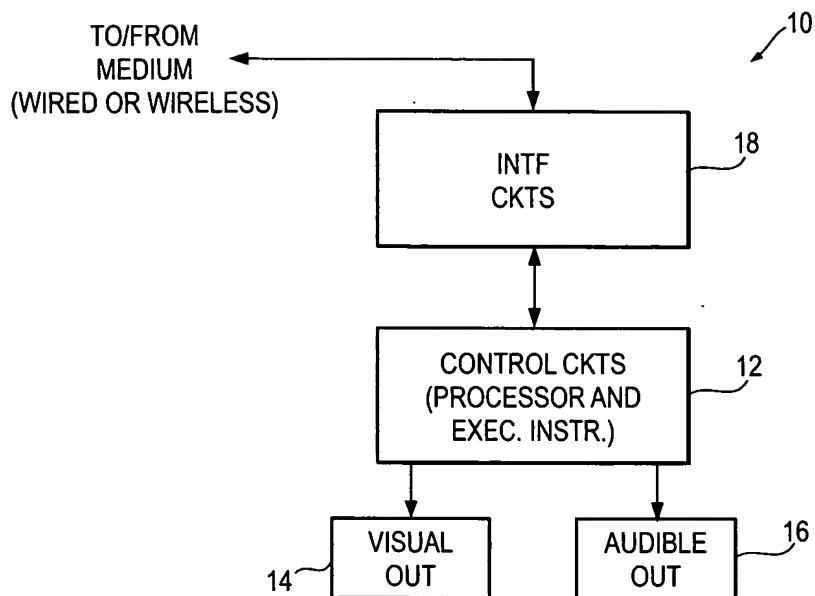 TO/FROM
MEDIUM
(WIRED OR WIRELESS)
10
INTF
CKTS
18
CONTROL CKTS
(PROCESSOR AND
EXEC. INSTR.)
12
VISUAL
OUT
14
AUDIBLE
OUT
16